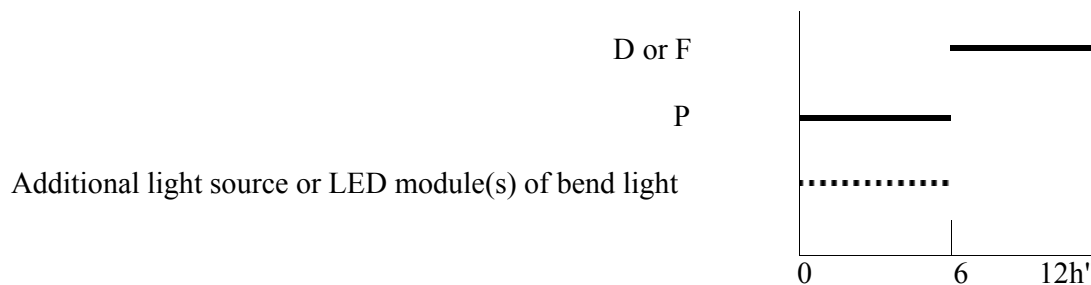 D or F
P
Additional light source or LED module(s) of bend light
0 6 12h'